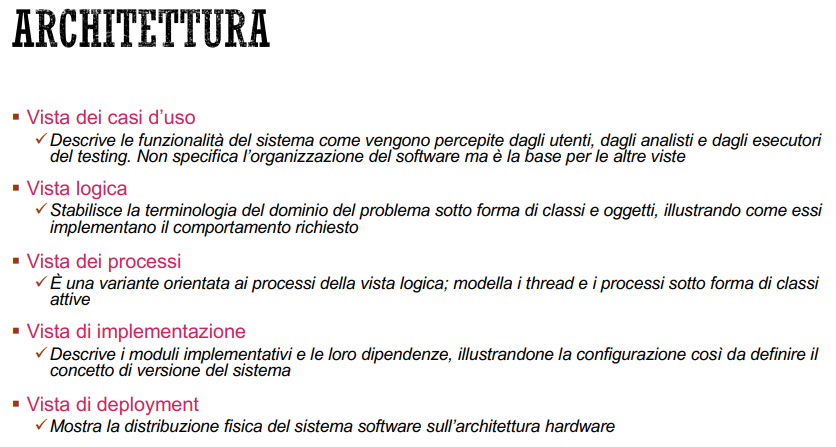 ARCHITETTURA
▪ Vista dei casi d'uso
✓ Descrive le funzionalità del sistema come vengono percepite dagli utenti, dagli analisti e dagli esecutori
del testing. Non specifica l'organizzazione del software ma è la base per le altre viste
▪ Vista logica
✓ Stabilisce la terminologia del dominio del problema sotto forma di classi e oggetti, illustrando come essi
implementano il comportamento richiesto
▪ Vista dei processi
✓ È una variante orientata ai processi della vista logica; modella i thread e i processi sotto forma di classi
attive
▪ Vista di implementazione
✓ Descrive i moduli implementativi e le loro dipendenze, illustrandone la configurazione così da definire il
concetto di versione del sistema
▪ Vista di deployment
✓ Mostra la distribuzione fisica del sistema software sull'architettura hardware